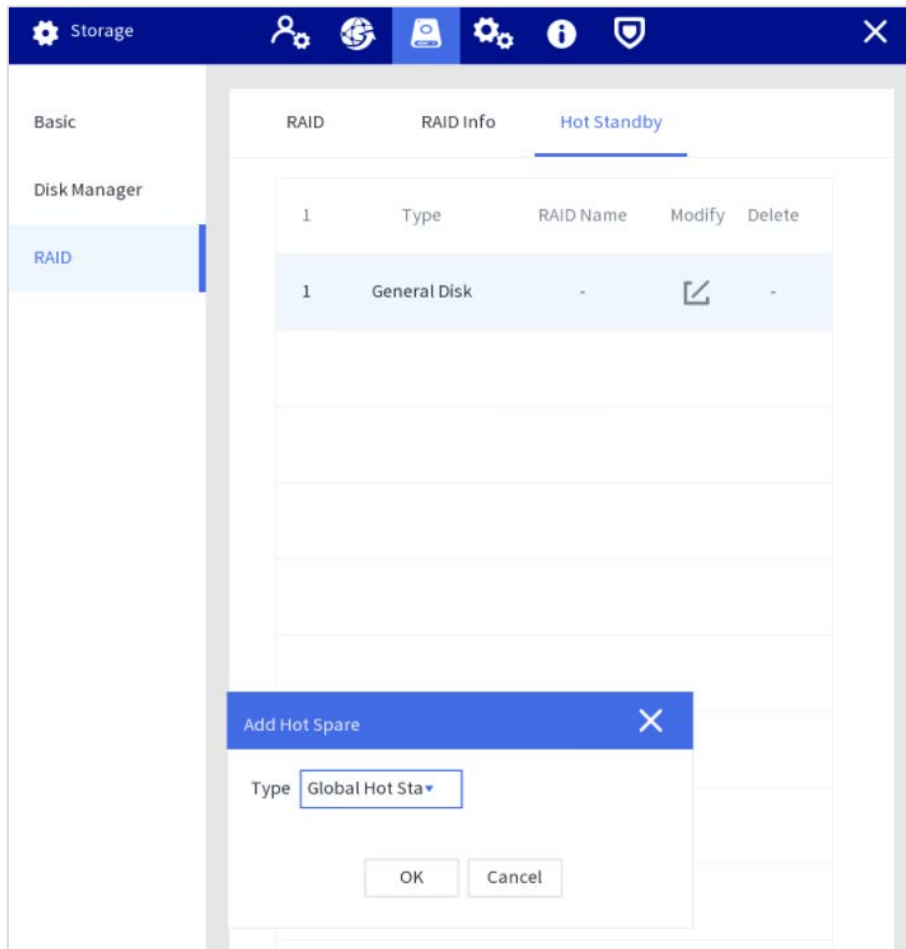 Storage
Basic
Disk Manager
RAID
RAID RAID Info Hot Standby
1 Type RAID Name Modify Delete
1 General Disk - -
Add Hot Spare
Type Global Hot Sta
OK Cancel